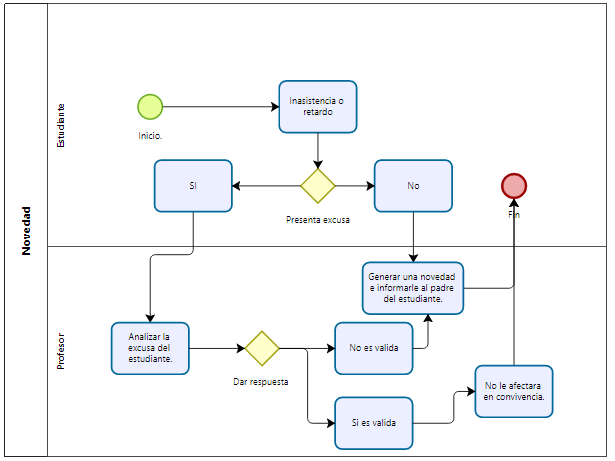 Novedad
Estudiante
Inicio.
Inasistencia o
retardo
SI
Presenta excusa
No
Fin
Profesor
Generar una novedad
e informarle al padre
del estudiante.
Analizar la
excusa del
estudiante.
Dar respuesta
No es valida
Si es valida
No le afectara
en convivencia.